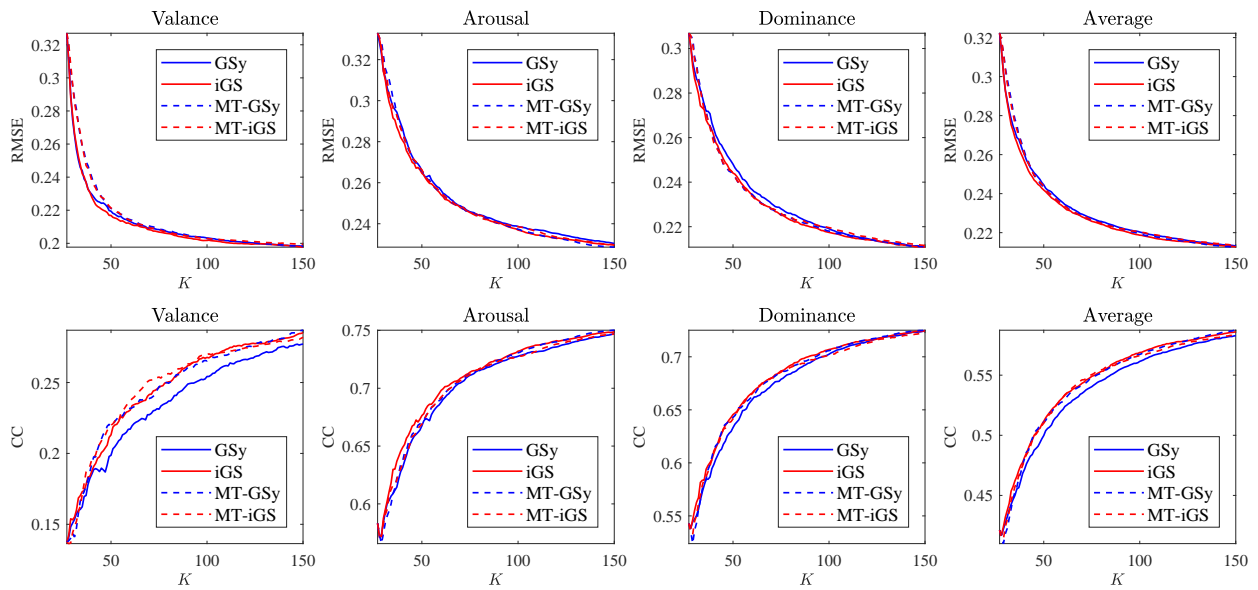 Valance
0.32
0.3
0.28
0.26
0.24
0.22
0.2
RMSE
GSy
iGS
MT-GSy
MT-iGS
50 100 150
K
Arousal
0.32
0.3
0.28
0.26
0.24
RMSE
GSy
iGS
MT-GSy
MT-iGS
50 100 150
K
Dominance
0.3
0.28
0.26
0.24
0.22
RMSE
GSy
iGS
MT-GSy
MT-iGS
50 100 150
K
Average
0.32
0.3
0.28
0.26
0.24
0.22
RMSE
GSy
iGS
MT-GSy
MT-iGS
50 100 150
K
Valance
0.25
0.2
0.15
CC
GSy
iGS
MT-GSy
MT-iGS
50 100 150
K
Arousal
0.75
0.7
0.65
0.6
CC
GSy
iGS
MT-GSy
MT-iGS
50 100 150
K
Dominance
0.7
0.65
0.6
0.55
CC
GSy
iGS
MT-GSy
MT-iGS
50 100 150
K
Average
0.55
0.5
0.45
CC
GSy
iGS
MT-GSy
MT-iGS
50 100 150
K